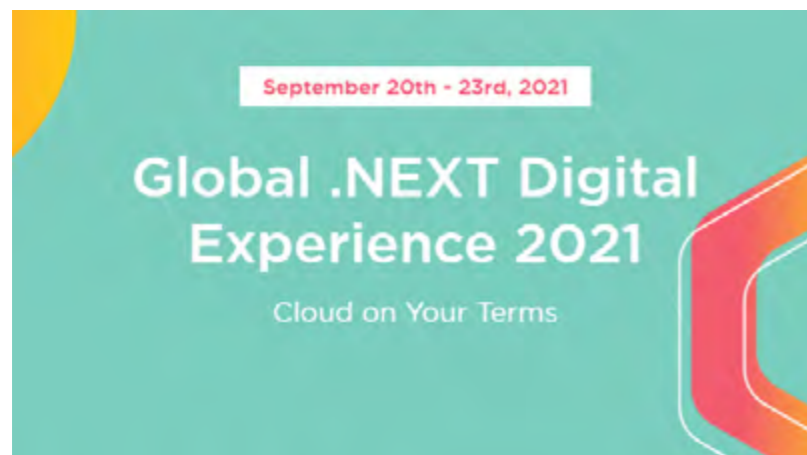 September 20th - 23rd, 2021
Global .NEXT Digital
Experience 2021
Cloud on Your Terms